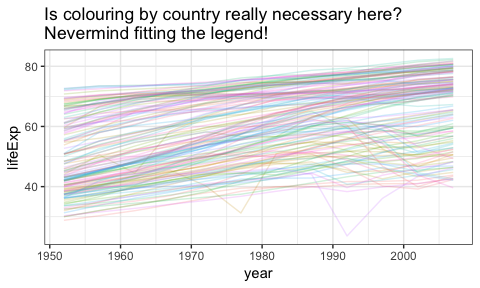 Is colouring by country really necessary here?
Nevermind fitting the legend!
80
60
40
lifeExp
1950 1960 1970 1980 1990 2000
year